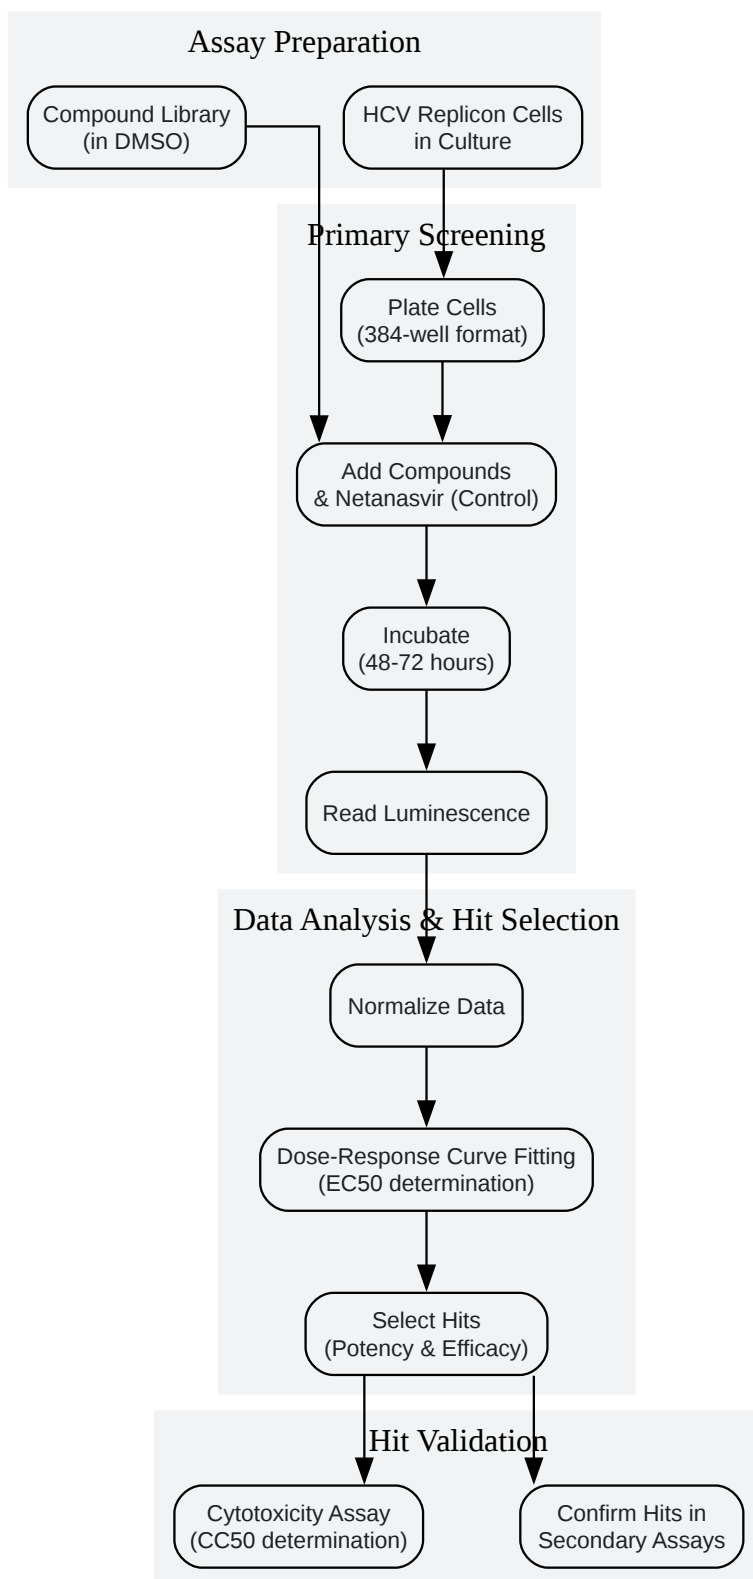 Assay Preparation
Compound Library
(in DMSO)
HCV Replicon Cells
in Culture
Primary Screening
Plate Cells
(384-well format)
Add Compounds
& Netanasvir (Control)
Incubate
(48-72 hours)
Read Luminescence
Data Analysis & Hit Selection
Normalize Data
Dose-Response Curve Fitting
(EC50 determination)
Select Hits
(Potency & Efficacy)
Hit Validation
Cytotoxicity Assay
(CC50 determination)
Confirm Hits in
Secondary Assays